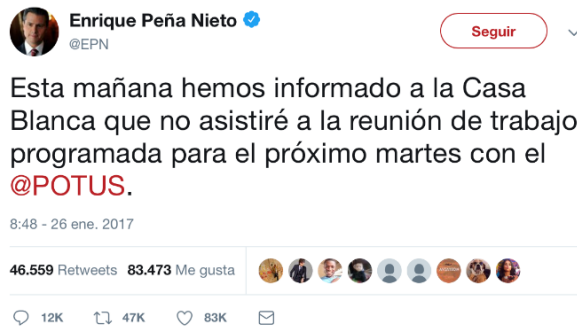 Enrique Peña Nieto
@EPN
Seguir
Esta mañana hemos informado a la Casa
Blanca que no asistiré a la reunión de trabajo
programada para el próximo martes con el
@POTUS.
8:48 - 26 ene. 2017
46.559 Retweets 83.473 Me gusta
12K 47K 83K